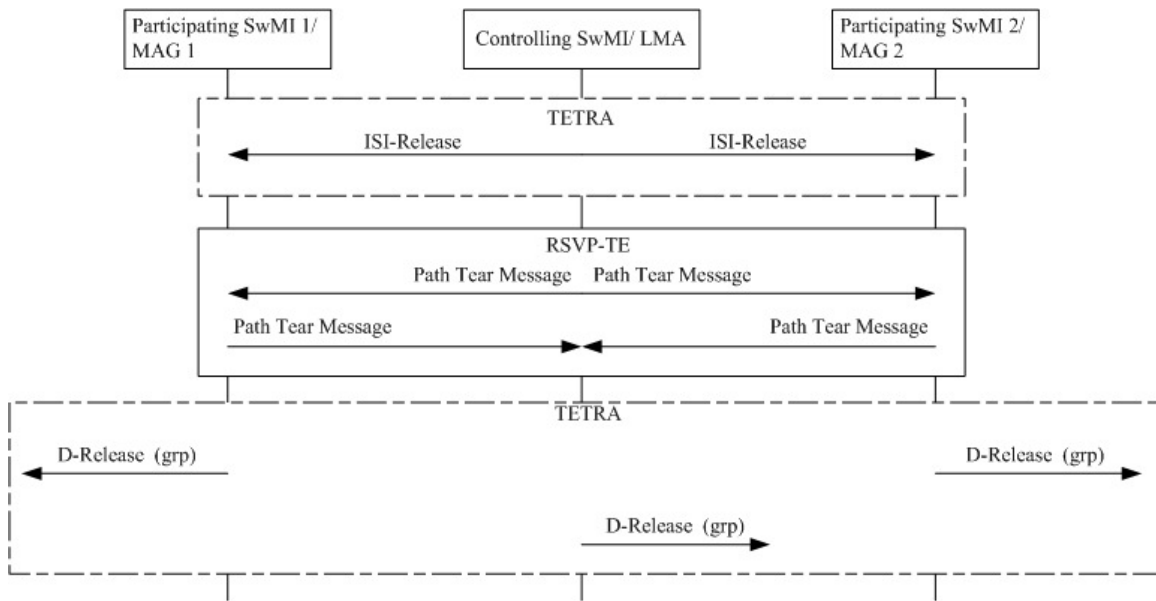 Participating SwMI 1/
MAG 1
Controlling SwMI/ LMA
Participating SwMI 2/
MAG 2
TETRA
ISI-Release
ISI-Release
RSVP-TE
Path Tear Message
Path Tear Message
Path Tear Message
Path Tear Message
TETRA
D-Release (grp)
D-Release (grp)
D-Release (grp)